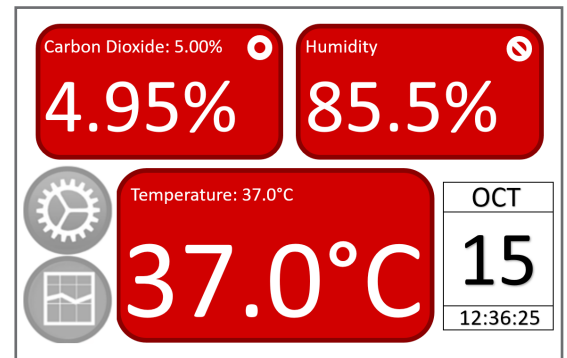 Carbon Dioxide: 5.00%
4.95%
Humidity
85.5%
Temperature: 37.0°C
37.0°C
OCT
15
12:36:25